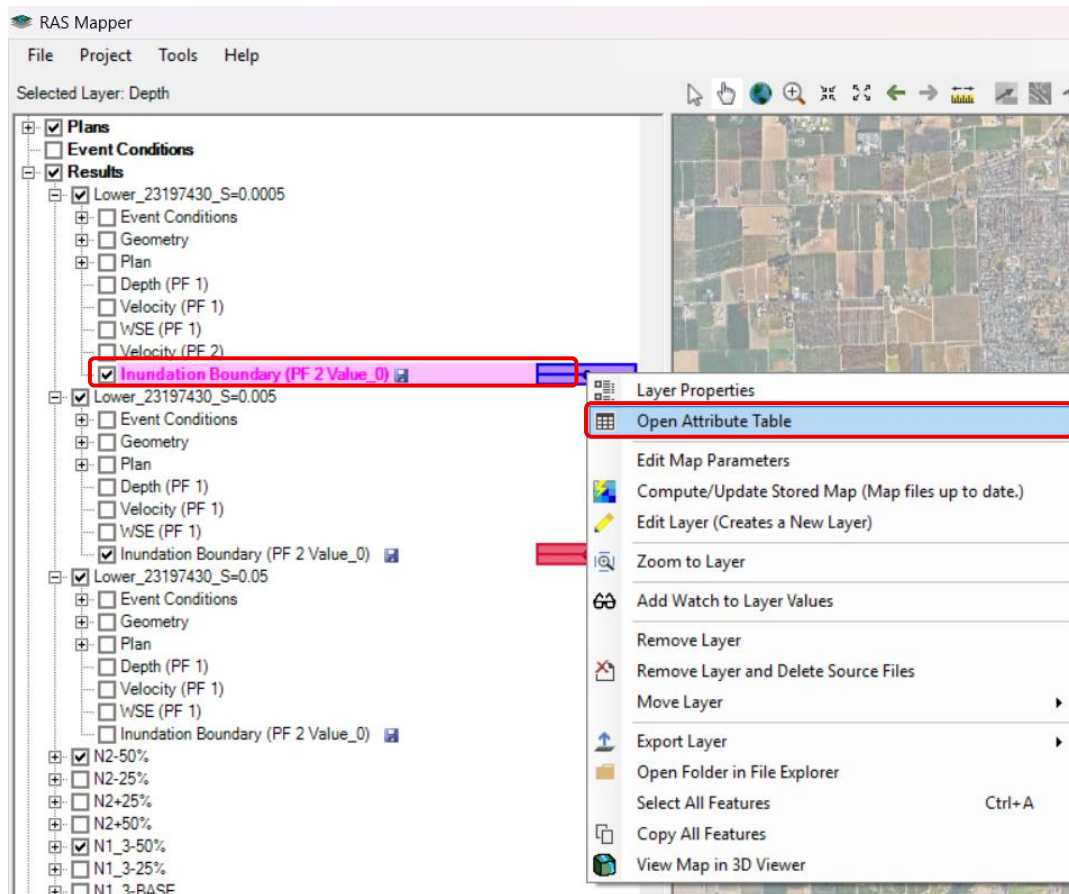 RAS Mapper
File Project Tools Help
Selected Layer: Depth
Plans
Event Conditions
Results
Lower_23197430_S=0.0005
Event Conditions
Geometry
Plan
Depth (PF 1)
Velocity (PF 1)
WSE (PF 1)
Velocity (PF 2)
Inundation Boundary (PF 2 Value_0)
Lower_23197430_S=0.005
Event Conditions
Geometry
Plan
Depth (PF 1)
Velocity (PF 1)
WSE (PF 1)
Inundation Boundary (PF 2 Value_0)
Lower_23197430_S=0.05
Event Conditions
Geometry
Plan
Depth (PF 1)
Velocity (PF 1)
WSE (PF 1)
Inundation Boundary (PF 2 Value_0)
N2-50%
N2-25%
N2+25%
N2+50%
N1_3-50%
N1_3-25%
N1_3-BASE
Layer Properties
Open Attribute Table
Edit Map Parameters
Compute/Update Stored Map (Map files up to date.)
Edit Layer (Creates a New Layer)
Zoom to Layer
Add Watch to Layer Values
Remove Layer
Remove Layer and Delete Source Files
Move Layer
Export Layer
Open Folder in File Explorer
Select All Features Ctrl+A
Copy All Features
View Map in 3D Viewer